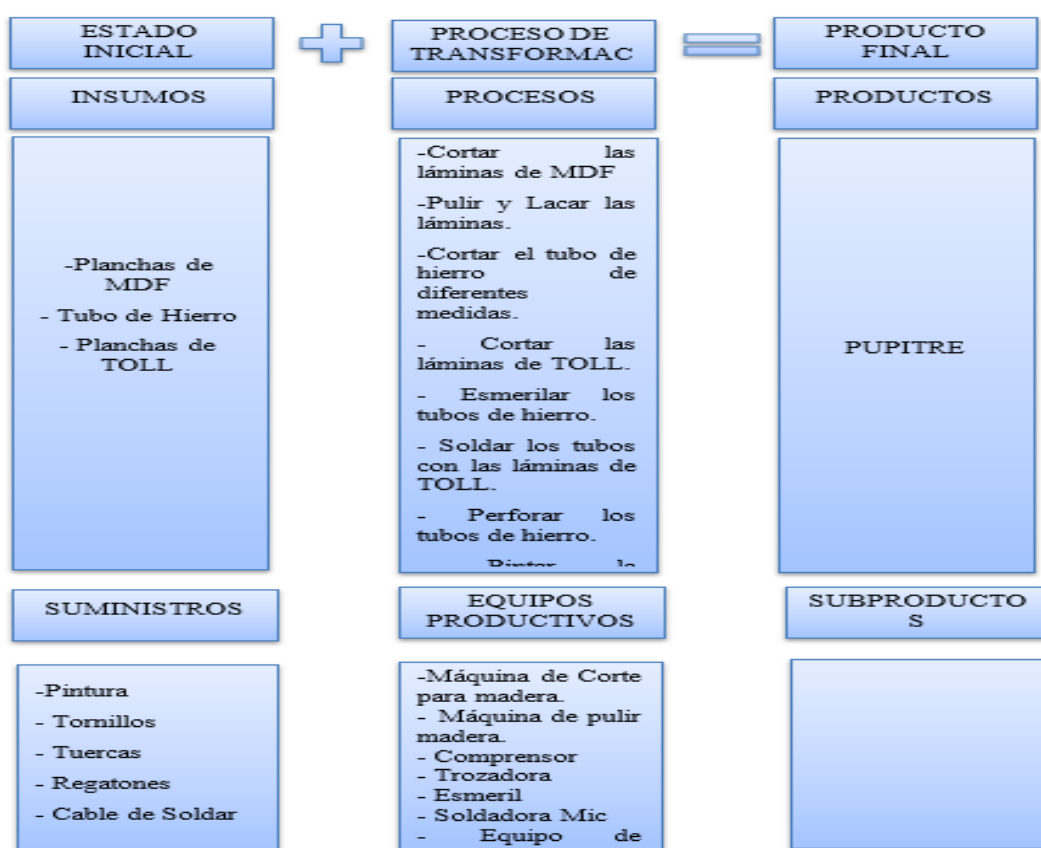 ESTADO
INICIAL
PROCESO DE
TRANSFORMAC
PRODUCTO
FINAL
INSUMOS
PROCESOS
PRODUCTOS
-Planchas de
MDF
- Tubo de Hierro
- Planchas de
TOLL
-Cortar las
láminas de MDF
-Pulir y Lacar las
láminas.
-Cortar el tubo de
hierro de
diferentes
medidas.
- Cortar las
láminas de TOLL.
- Esmerilar los
tubos de hierro.
- Soldar los tubos
con las láminas de
TOLL.
- Perforar los
tubos de hierro.
PUPITRE
SUMINISTROS
EQUIPOS
PRODUCTIVOS
SUBPRODUCTO
S
-Pintura
- Tornillos
- Tuercas
- Regatones
- Cable de Soldar
-Máquina de Corte
para madera.
- Máquina de pulir
madera.
- Comprensor
- Trozadora
- Esmeril
- Soldadora Mic
- Equipo de